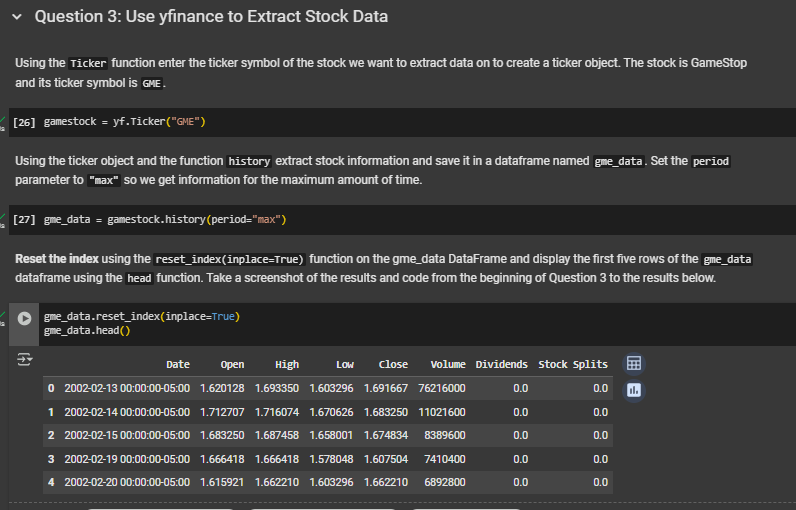 Question 3: Use yfinance to Extract Stock Data
Using the Ticker function enter the ticker symbol of the stock we want to extract data on to create a ticker object. The stock is GameStop
and its ticker symbol is GME.
[26] gamestock = yf.Ticker("GME")
Using the ticker object and the function history extract stock information and save it in a dataframe named gme_data. Set the period
parameter to "max" so we get information for the maximum amount of time.
[27] gme_data = gamestock.history(period="max")
Reset the index using the reset_index(inplace=True) function on the gme_data DataFrame and display the first five rows of the gme_data
dataframe using the head function. Take a screenshot of the results and code from the beginning of Question 3 to the results below.
gme_data.reset_index(inplace=True)
gme_data.head()
Date Open High Low Close Volume Dividends Stock Splits
0 2002-02-13 00:00:00-05:00 1.620128 1.693350 1.603296 1.691667 76216000 0.0 0.0
1 2002-02-14 00:00:00-05:00 1.712707 1.716074 1.670626 1.683250 11021600 0.0 0.0
2 2002-02-15 00:00:00-05:00 1.683250 1.687458 1.658001 1.674834 8389600 0.0 0.0
3 2002-02-19 00:00:00-05:00 1.666418 1.666418 1.578048 1.607504 7410400 0.0 0.0
4 2002-02-20 00:00:00-05:00 1.615921 1.662210 1.603296 1.662210 6892800 0.0 0.0